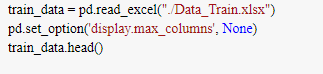 train_data = pd.read_excel("./Data_Train.xlsx")
pd.set_option('display.max_columns', None)
train_data.head()